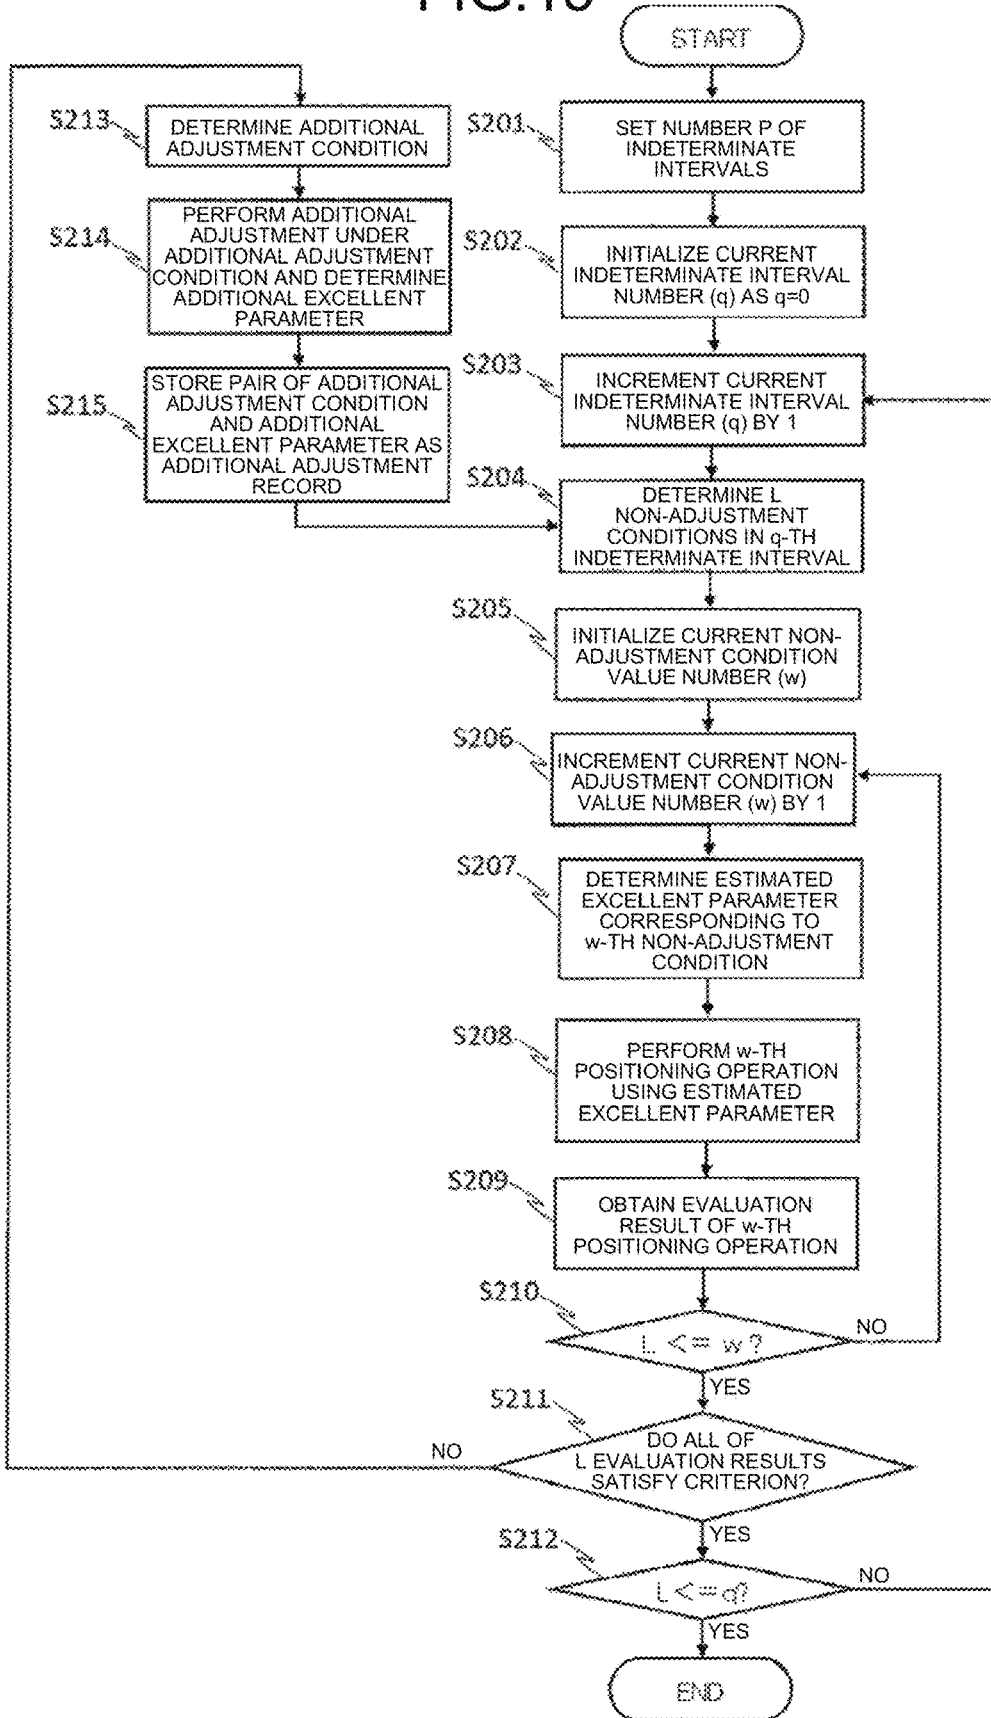 FIG.10
START
S201
SET NUMBER P OF
INDETERMINATE
INTERVALS
S202
INITIALIZE CURRENT
INDETERMINATE INTERVAL
NUMBER (q) AS q=0
S203
INCREMENT CURRENT
INDETERMINATE INTERVAL
NUMBER (q) BY 1
S204
DETERMINE L
NON-ADJUSTMENT
CONDITIONS IN q-TH
INDETERMINATE INTERVAL
S205
INITIALIZE CURRENT NON-
ADJUSTMENT CONDITION
VALUE NUMBER (w)
S206
INCREMENT CURRENT NON-
ADJUSTMENT CONDITION
VALUE NUMBER (w) BY 1
S207
DETERMINE ESTIMATED
EXCELLENT PARAMETER
CORRESPONDING TO
w-TH NON-ADJUSTMENT
CONDITION
S208
PERFORM w-TH
POSITIONING OPERATION
USING ESTIMATED
EXCELLENT PARAMETER
S209
OBTAIN EVALUATION
RESULT OF w-TH
POSITIONING OPERATION
S210
L <= w?
NO
YES
S211
DO ALL OF
L EVALUATION RESULTS
SATISFY CRITERION?
NO
YES
S212
L <= q?
NO
YES
END
S213
DETERMINE ADDITIONAL
ADJUSTMENT CONDITION
S214
PERFORM ADDITIONAL
ADJUSTMENT UNDER
ADDITIONAL ADJUSTMENT
CONDITION AND DETERMINE
ADDITIONAL EXCELLENT
PARAMETER
S215
STORE PAIR OF ADDITIONAL
ADJUSTMENT CONDITION
AND ADDITIONAL
EXCELLENT PARAMETER AS
ADDITIONAL ADJUSTMENT
RECORD